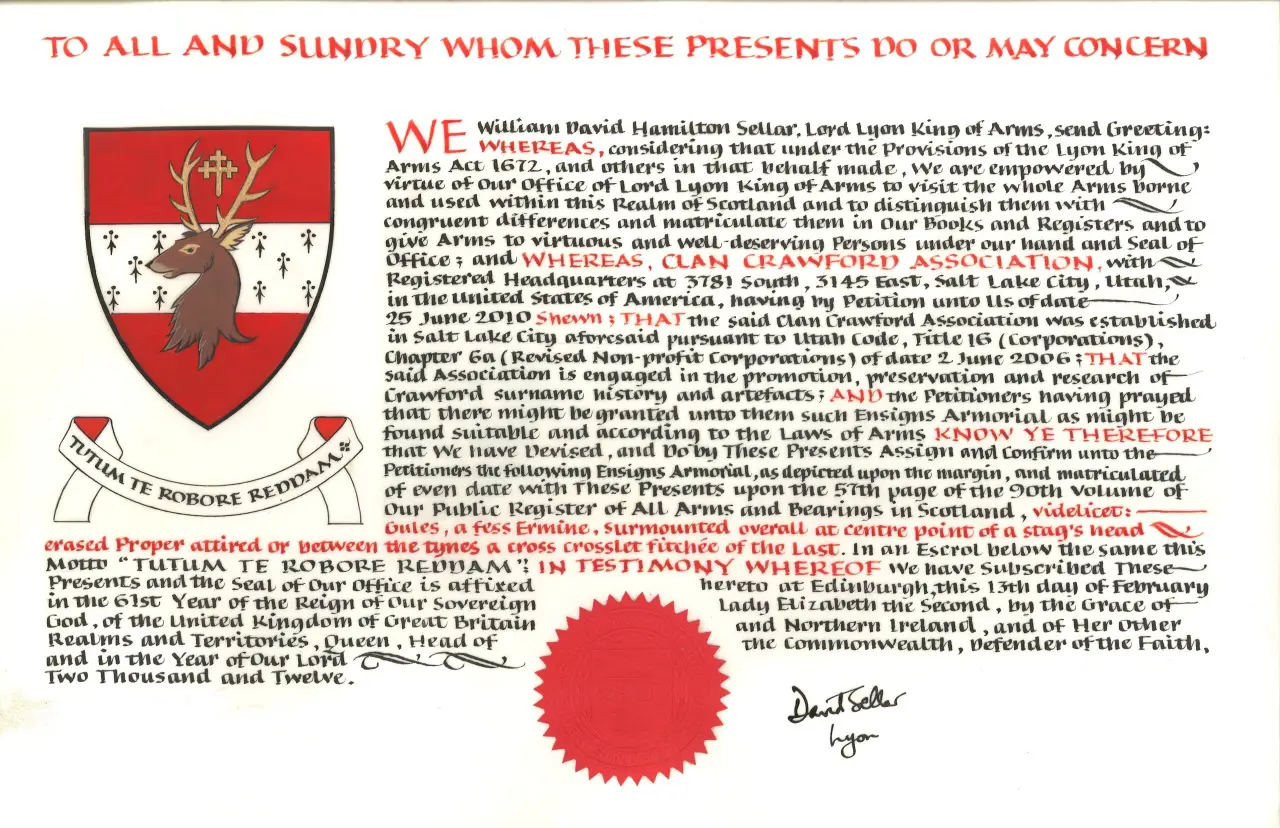 TO ALL AND SUNDRY WHOM THESE PRESENTS DO OR MAY CONCERN
WE William David Hamilton Sellar, Lord Lyon King of Arms, send Greeting:
WHEREAS, considering that under the Provisions of the Lyon King of
Arms Act 1672, and others in that behalf made, We are empowered by
virtue of Our Office of Lord Lyon King of Arms to visit the whole Arms borne
and used within this Realm of Scotland and to distinguish them with
congruent differences and matriculate them in Our Books and Registers and to
give Arms to virtuous and well-deserving Persons under our hand and Seal of
Office; and WHEREAS, CLAN CRAWFORD ASSOCIATION, with
Registered Headquarters at 3781 South, 3145 East, Salt Lake City, Utah,
in the United States of America, having by Petition unto Us of date
25 June 2010 Shewn; THAT the said Clan Crawford Association was established
in Salt Lake City aforesaid pursuant to Utah Code, Title 16 (Corporations),
Chapter 6a (Revised Non-profit Corporations) of date 2 June 2006; THAT the
said Association is engaged in the promotion, preservation and research of
Crawford surname history and artefacts; AND the Petitioners having prayed
that there might be granted unto them such Ensigns Armorial as might be
found suitable and according to the Laws of Arms KNOW YE THEREFORE
that We have Devised, and Do by These Presents Assign and Confirm unto the
Petitioners the following Ensigns Armorial, as depicted upon the margin, and matriculated
of even date with These Presents upon the 57th page of the 90th Volume of
Our Public Register of All Arms and Bearings in Scotland, videlicet:
Gules, a fess Ermine, surmounted overall at centre point of a stag's head
erased Proper attired or between the tynes a cross crosslet fitchée of the Last. In an Escrol below the same this
Motto "TUTUM TE ROBORE REDDAM"; IN TESTIMONY WHEREOF We have Subscribed These
Presents and the Seal of Our Office is affixed hereto at Edinburgh, this 13th day of February
in the 61st Year of the Reign of Our Sovereign Lady Elizabeth the Second, by the Grace of
God, of the United Kingdom of Great Britain and Northern Ireland, and of Her Other
Realms and Territories, Queen, Head of the Commonwealth, Defender of the Faith,
and in the Year of Our Lord
Two Thousand and Twelve.
TUTUM TE ROBORE REDDAM
David Sellar
Lyon